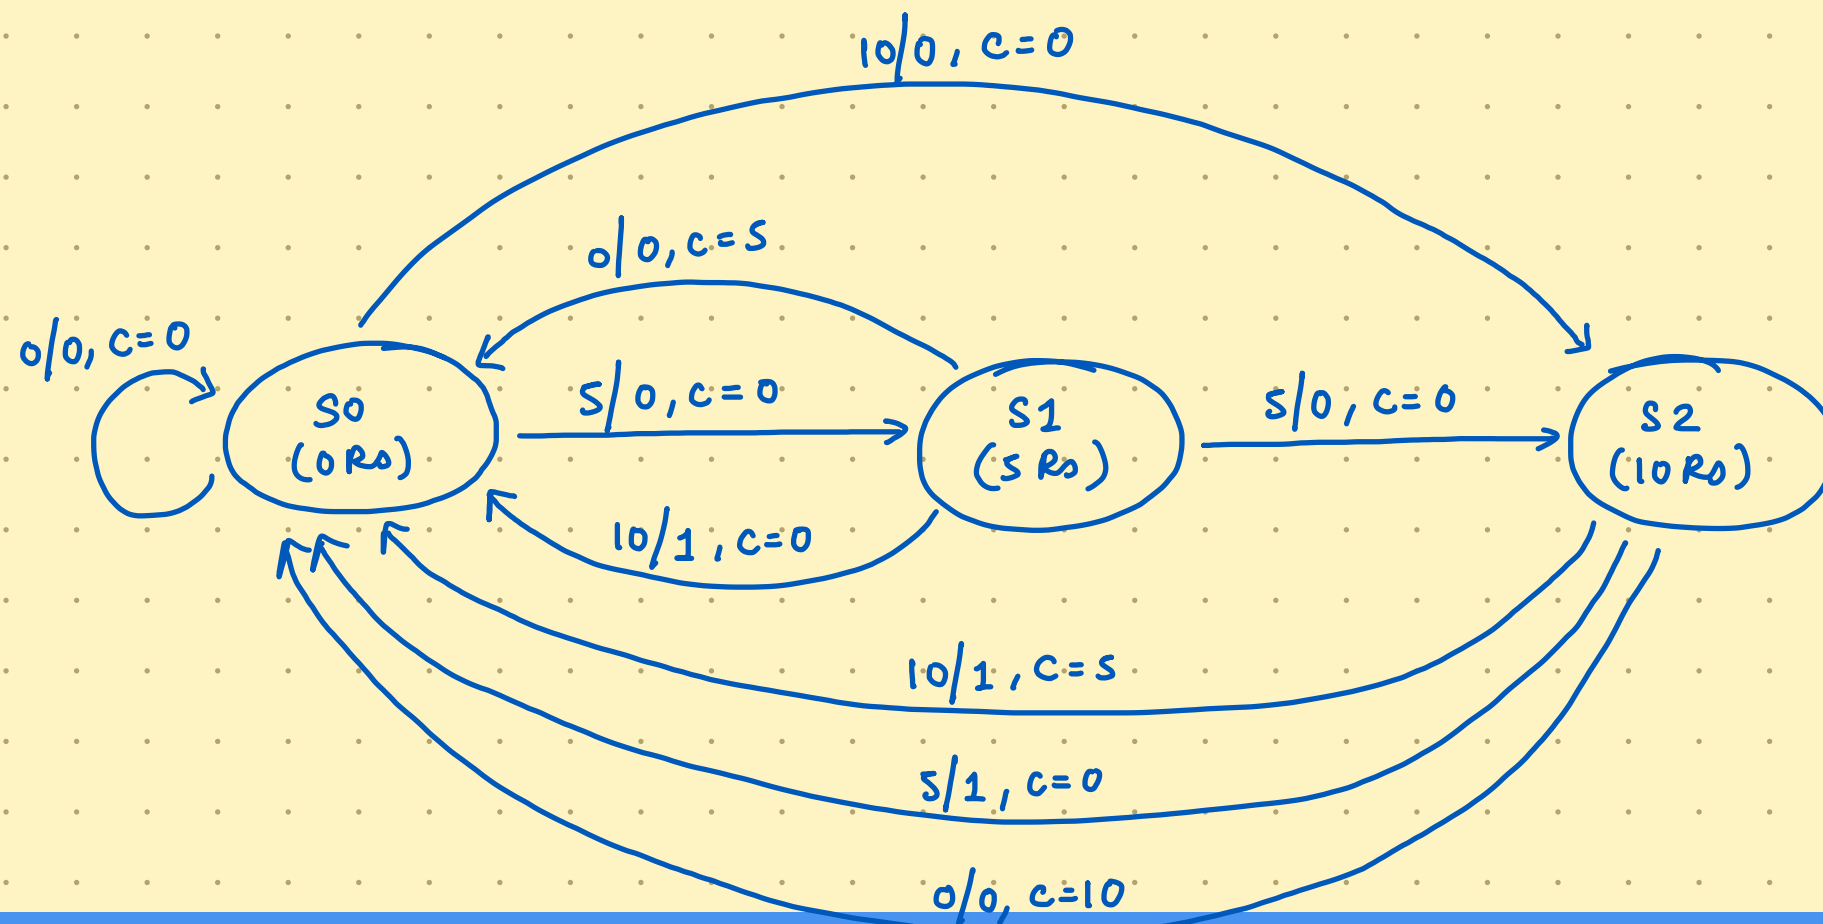 10/0, C=0
0/0, C=5
0/0, C=0
5/0, C=0
5/0, C=0
S0
(0 Rs)
S1
(5 Rs)
S2
(10 Rs)
10/1, C=0
10/1, C=5
5/1, C=0
0/0, C=10